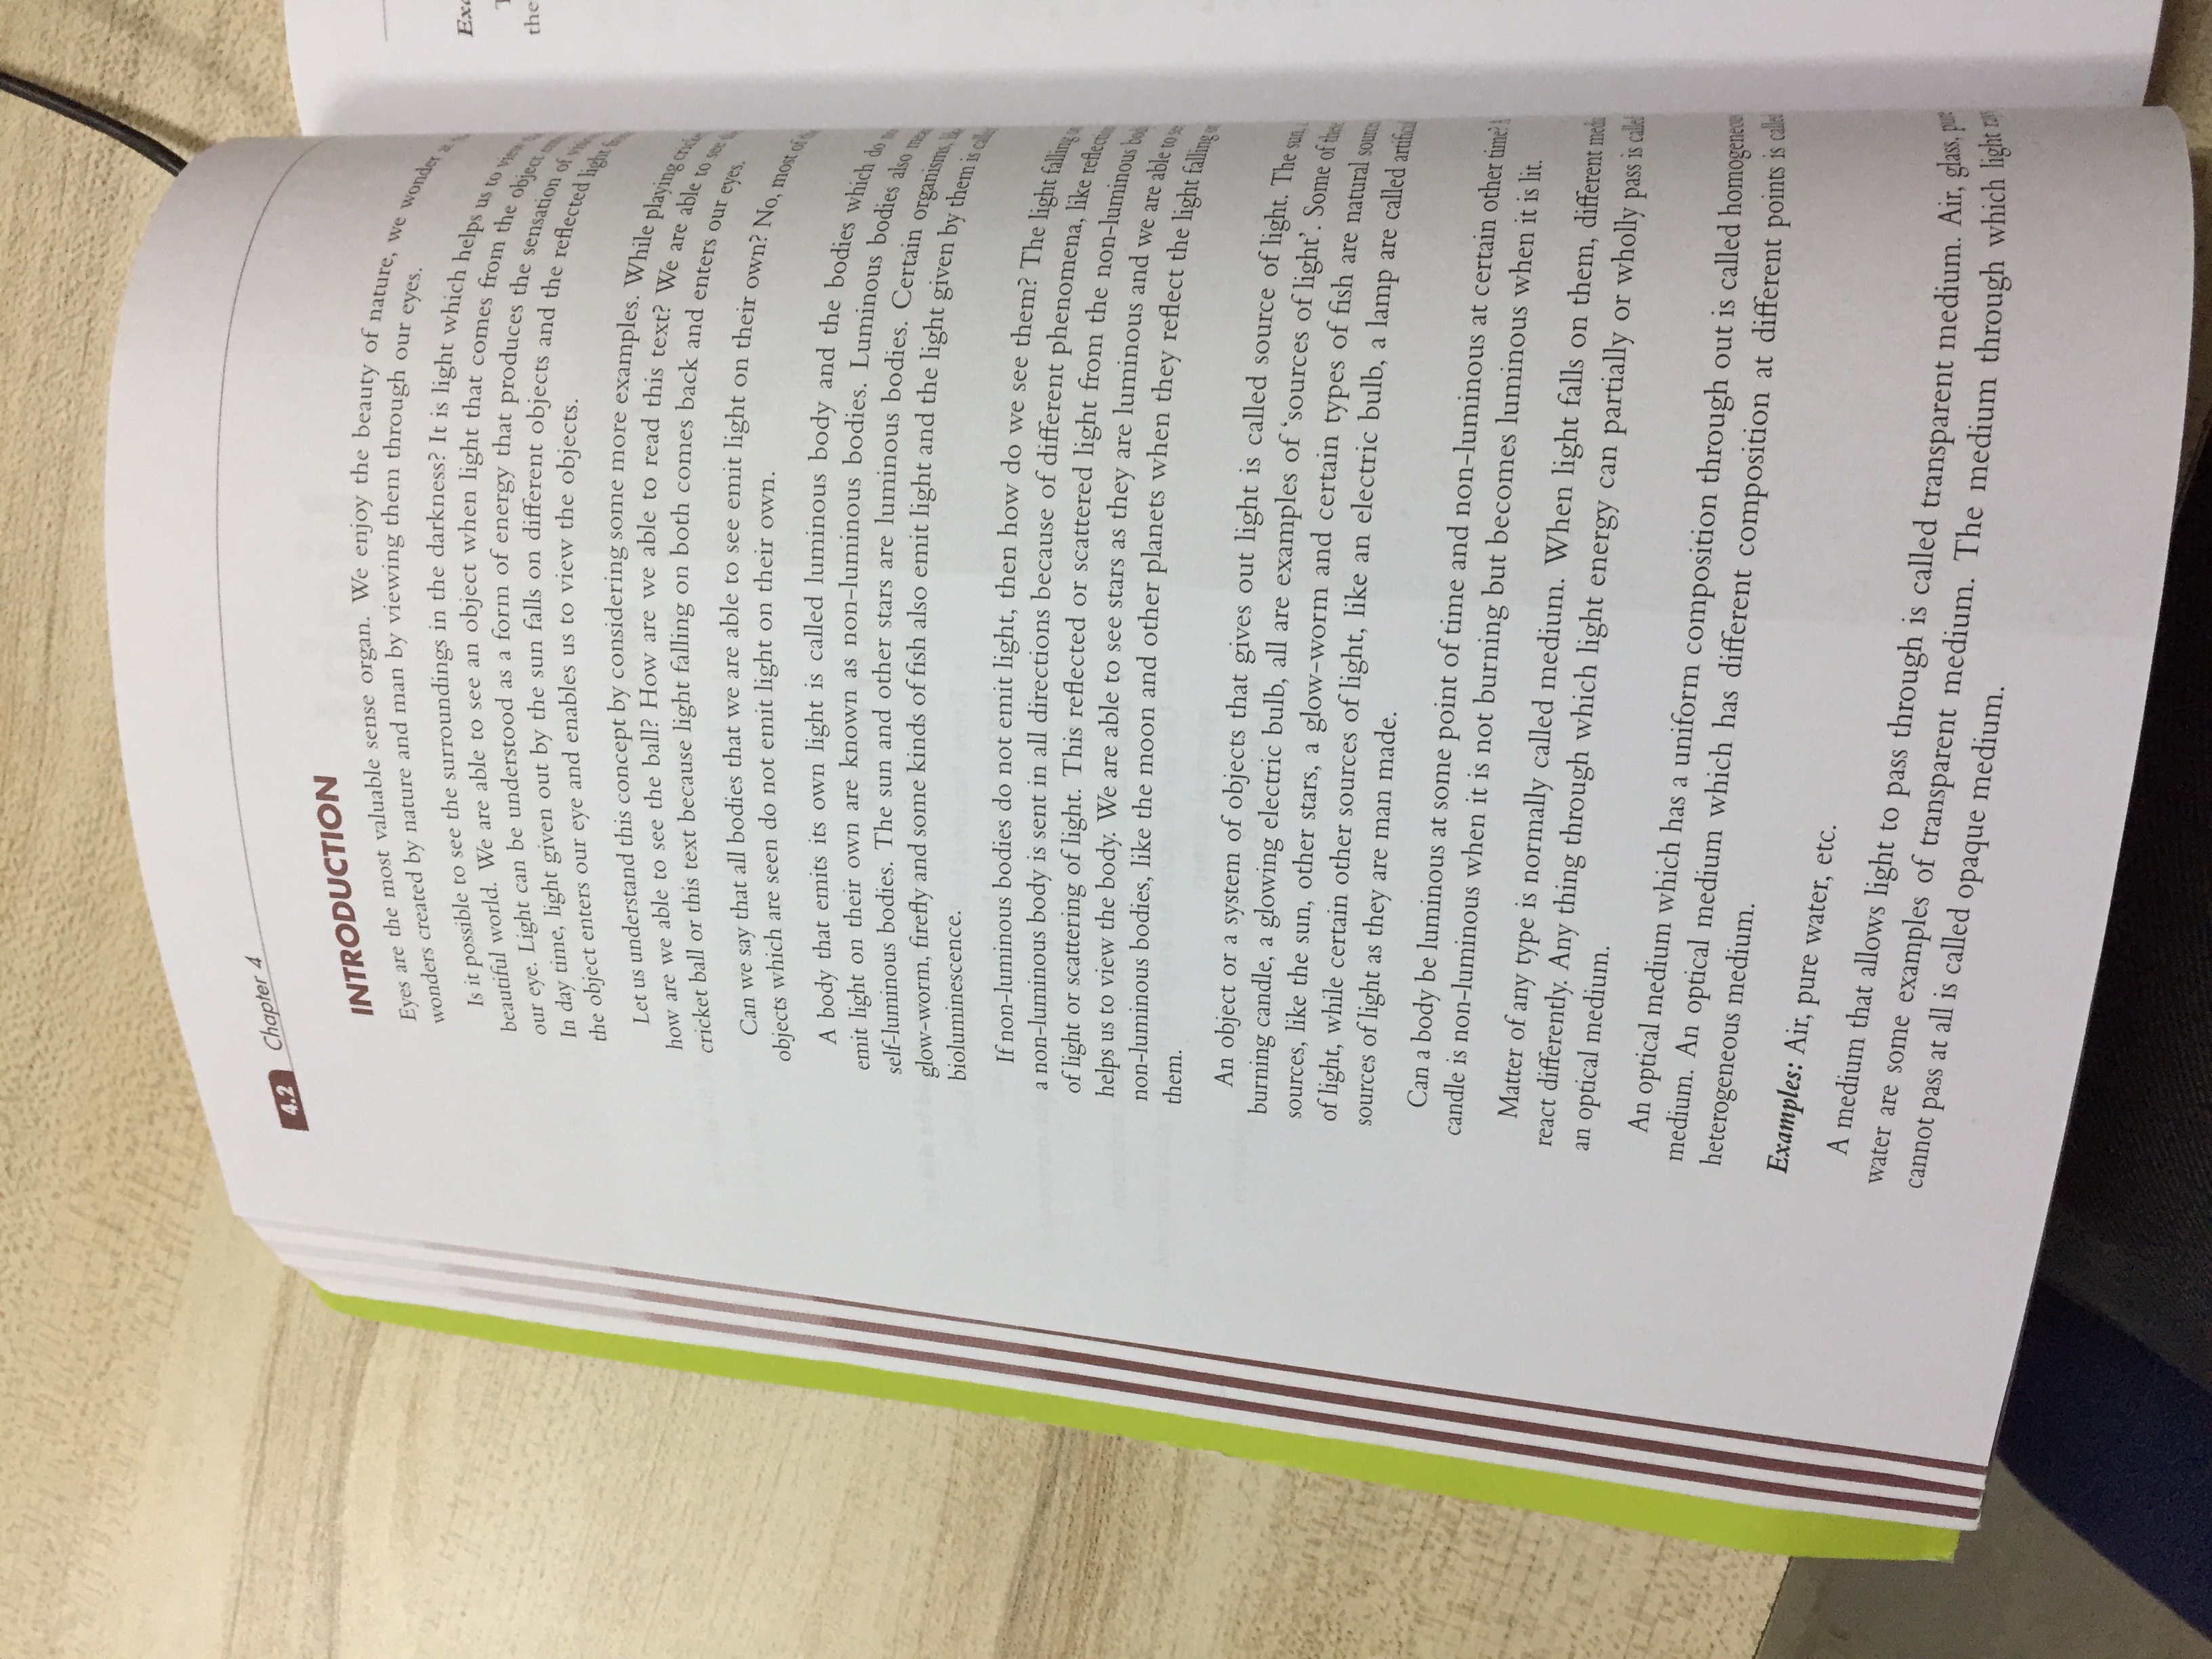 4.2 Chapter 4
INTRODUCTION
Eyes are the most valuable sense organ. We enjoy the beauty of nature, we wonder at
wonders created by nature and man by viewing them through our eyes.
Is it possible to see the surroundings in the darkness? It is light which helps us to view
beautiful world. We are able to see an object when light that comes from the object
our eye. Light can be understood as a form of energy that produces the sensation of
In day time, light given out by the sun falls on different objects and the reflected light
the object enters our eye and enables us to view the objects.
Let us understand this concept by considering some more examples. While playing
how are we able to see the ball? How are we able to read this text? We are able to see
cricket ball or this text because light falling on both comes back and enters our eyes.
Can we say that all bodies that we are able to see emit light on their own? No, most of
objects which are seen do not emit light on their own.
A body that emits its own light is called luminous body and the bodies which do
emit light on their own are known as non-luminous bodies. Luminous bodies also
self-luminous bodies. The sun and other stars are luminous bodies. Certain organisms,
glow-worm, firefly and some kinds of fish also emit light and the light given by them is called
bioluminescence.
If non-luminous bodies do not emit light, then how do we see them? The light falling on
a non-luminous body is sent in all directions because of different phenomena, like reflection
of light or scattering of light. This reflected or scattered light from the non-luminous body
helps us to view the body. We are able to see stars as they are luminous and we are able to see
non-luminous bodies, like the moon and other planets when they reflect the light falling on
them.
An object or a system of objects that gives out light is called source of light. The sun,
burning candle, a glowing electric bulb, all are examples of ‘sources of light’. Some of these
sources, like the sun, other stars, a glow-worm and certain types of fish are natural sources
of light, while certain other sources of light, like an electric bulb, a lamp are called artificial
sources of light as they are man made.
Can a body be luminous at some point of time and non-luminous at certain other time?
candle is non-luminous when it is not burning but becomes luminous when it is lit.
Matter of any type is normally called medium. When light falls on them, different media
react differently. Any thing through which light energy can partially or wholly pass is called
an optical medium.
An optical medium which has a uniform composition through out is called homogeneous
medium. An optical medium which has different composition at different points is called
heterogeneous medium.
Examples: Air, pure water, etc.
A medium that allows light to pass through is called transparent medium. Air, glass, pure
water are some examples of transparent medium. The medium through which light rays
cannot pass at all is called opaque medium.
the